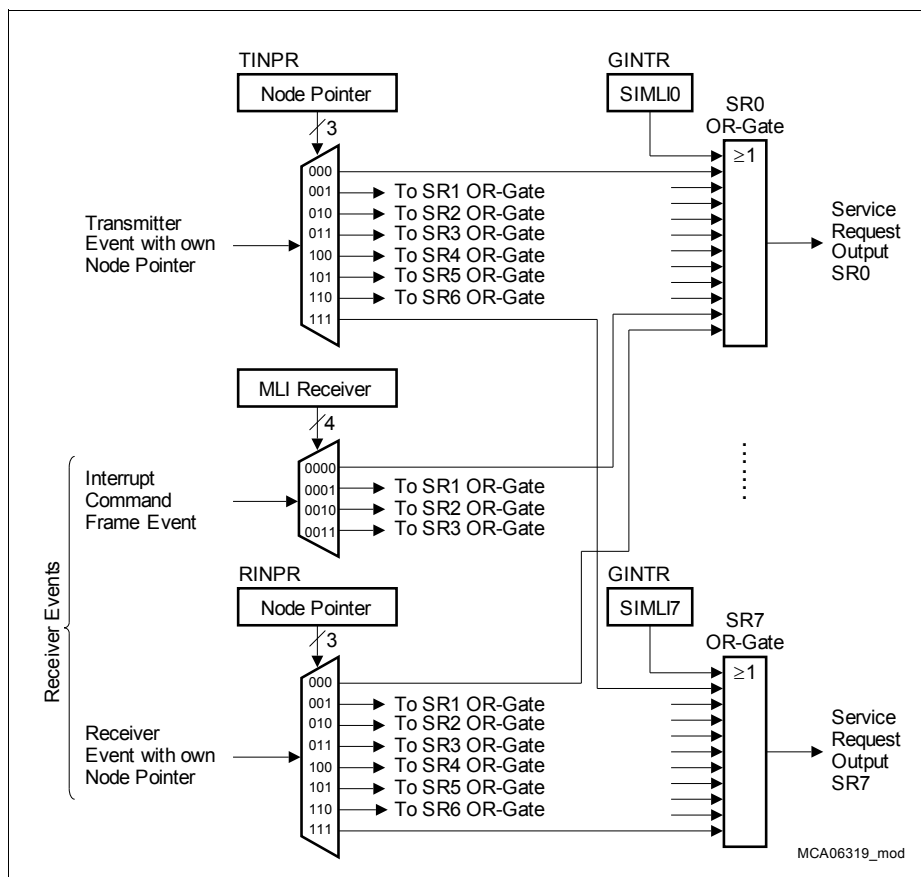 TINPR
Node Pointer
3
000
001
010
011
100
101
110
111
To SR1 OR-Gate
To SR2 OR-Gate
To SR3 OR-Gate
To SR4 OR-Gate
To SR5 OR-Gate
To SR6 OR-Gate
Transmitter
Event with own
Node Pointer
GINTR
SIMLI0
SR0
OR-Gate
≥1
Service
Request
Output
SR0
MLI Receiver
4
0000
0001
0010
0011
To SR1 OR-Gate
To SR2 OR-Gate
To SR3 OR-Gate
Interrupt
Command
Frame Event
Receiver Events
RINPR
Node Pointer
3
000
001
010
011
100
101
110
111
To SR1 OR-Gate
To SR2 OR-Gate
To SR3 OR-Gate
To SR4 OR-Gate
To SR5 OR-Gate
To SR6 OR-Gate
Receiver
Event with own
Node Pointer
GINTR
SIMLI7
SR7
OR-Gate
≥1
Service
Request
Output
SR7
MCA06319_mod